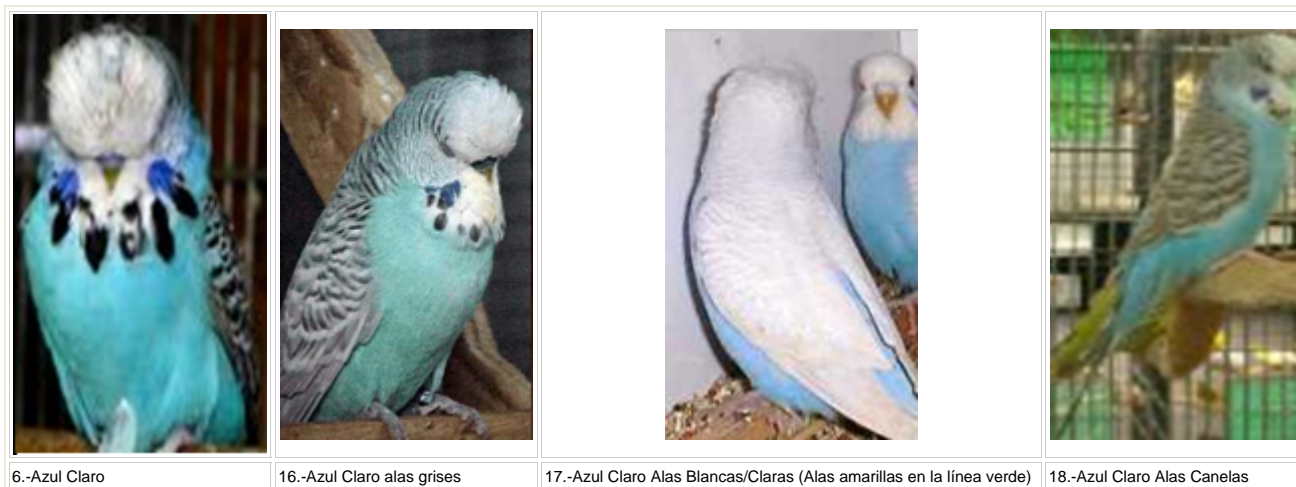 6.-Azul Claro
16.-Azul Claro alas grises
17.-Azul Claro Alas Blancas/Claras (Alas amarillas en la línea verde)
18.-Azul Claro Alas Canelas